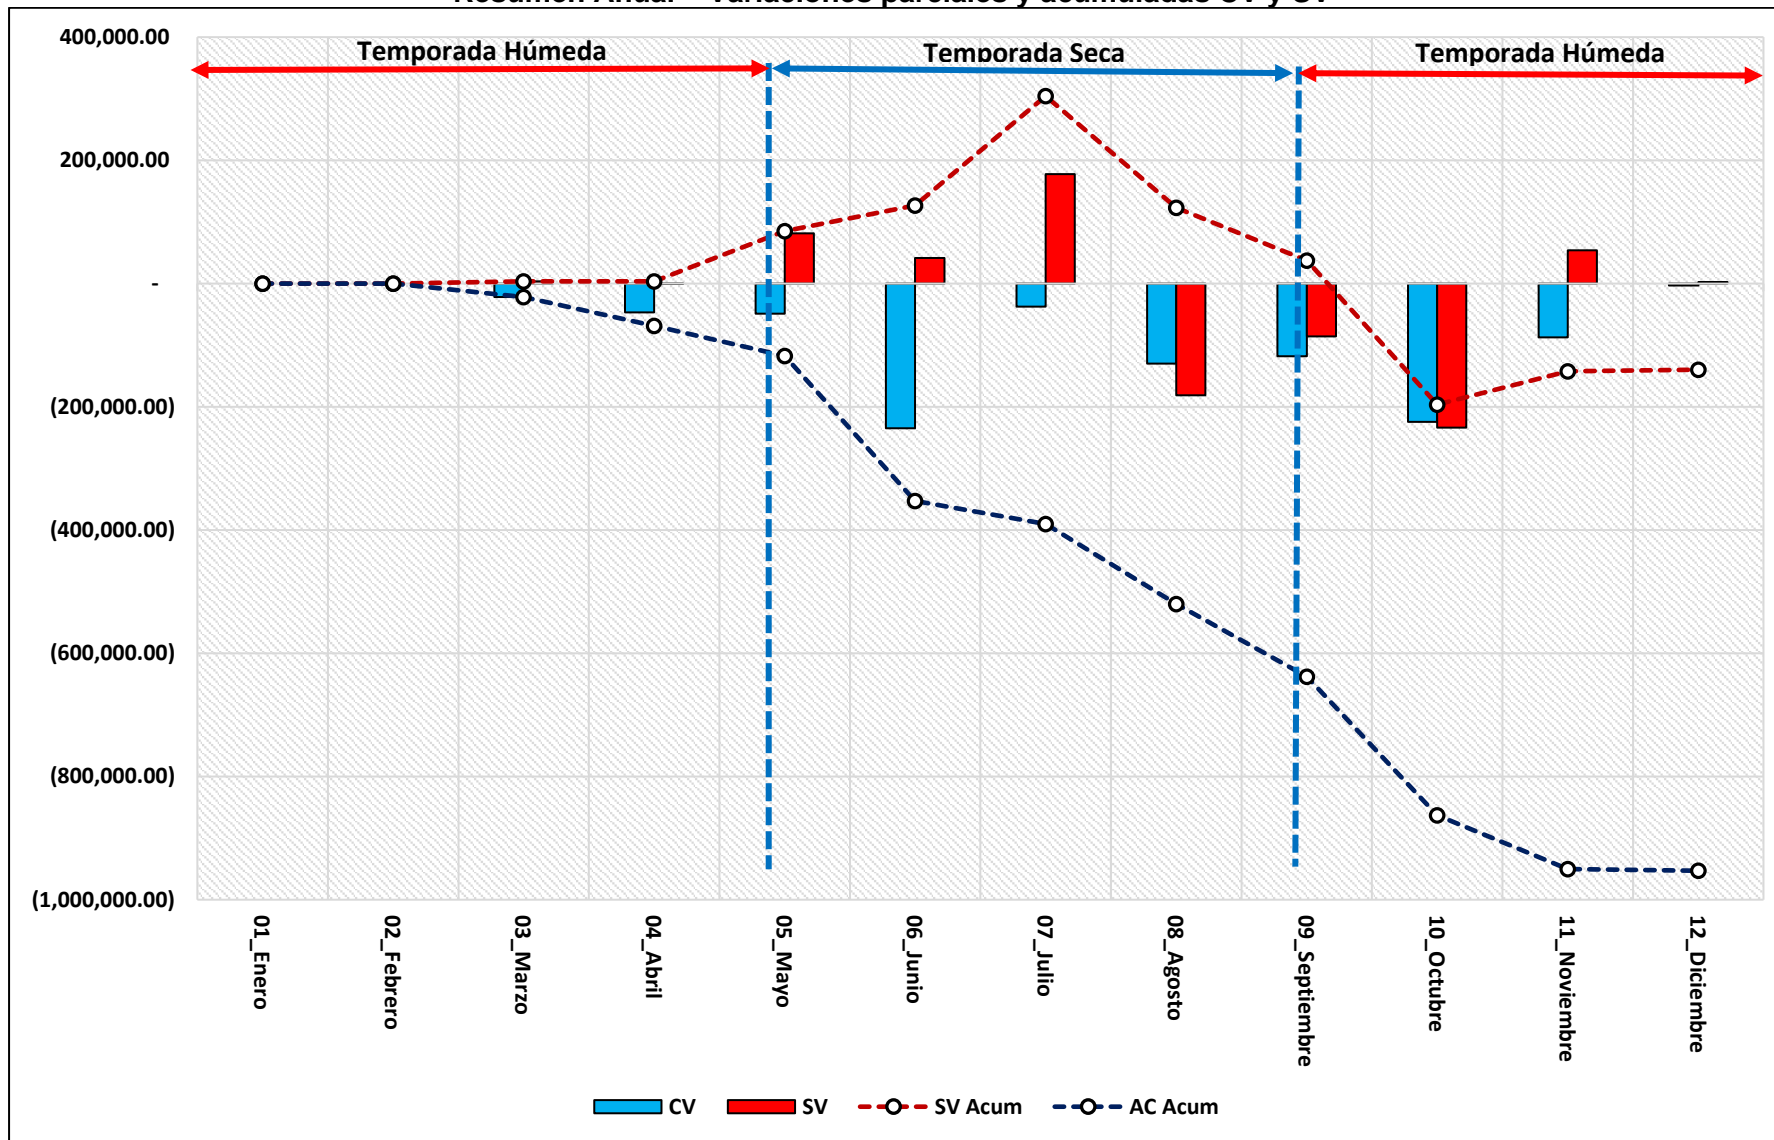 Temporada Húmeda
Temporada Seca
Temporada Húmeda
400,000.00
200,000.00
-
(200,000.00)
(400,000.00)
(600,000.00)
(800,000.00)
(1,000,000.00)
01_Enero
02_Febrero
03_Marzo
04_Abril
05_Mayo
06_Junio
07_Julio
08_Agosto
09_Septiembre
10_Octubre
11_Noviembre
12_Diciembre
CV
SV
SV Acum
AC Acum